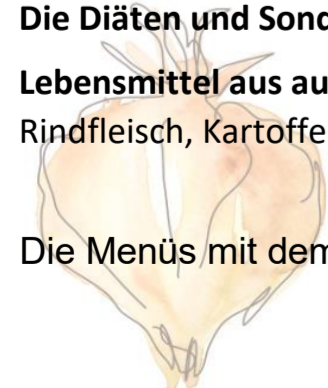 Die Diäten und Sond
Lebensmittel aus au
Rindfleisch, Kartoffe
Die Menüs mit dem